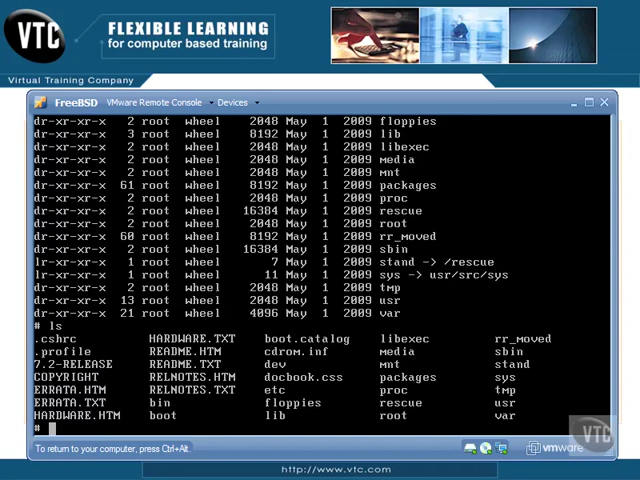 VTC
FLEXIBLE LEARNING
for computer based training
Virtual Training Company
FreeBSD VMware Remote Console Devices
dr-xr-xr-x 2 root wheel 2048 May 1 2009 floppies
dr-xr-xr-x 3 root wheel 8192 May 1 2009 lib
dr-xr-xr-x 2 root wheel 2048 May 1 2009 libexec
dr-xr-xr-x 2 root wheel 2048 May 1 2009 media
dr-xr-xr-x 2 root wheel 2048 May 1 2009 mnt
dr-xr-xr-x 61 root wheel 8192 May 1 2009 packages
dr-xr-xr-x 2 root wheel 2048 May 1 2009 proc
dr-xr-xr-x 2 root wheel 16384 May 1 2009 rescue
dr-xr-xr-x 2 root wheel 2048 May 1 2009 root
dr-xr-xr-x 60 root wheel 8192 May 1 2009 rr_moved
dr-xr-xr-x 2 root wheel 16384 May 1 2009 sbin
lr-xr-xr-x 1 root wheel 7 May 1 2009 stand -> /rescue
lr-xr-xr-x 1 root wheel 11 May 1 2009 sys -> usr/src/sys
dr-xr-xr-x 2 root wheel 2048 May 1 2009 tmp
dr-xr-xr-x 13 root wheel 2048 May 1 2009 usr
dr-xr-xr-x 21 root wheel 4096 May 1 2009 var
# ls
.cshrc HARDWARE.TXT boot.catalog libexec rr_moved
.profile README.HTM cdrom.inf media sbin
7.2-RELEASE README.TXT dev mnt stand
COPYRIGHT RELNOTES.HTM docbook.css packages sys
ERRATA.HTM RELNOTES.TXT etc proc tmp
ERRATA.TXT bin floppies rescue usr
HARDWARE.HTM boot lib root var
#
VTC
To return to your computer, press Ctrl+Alt.
vmware
http://www.vtc.com